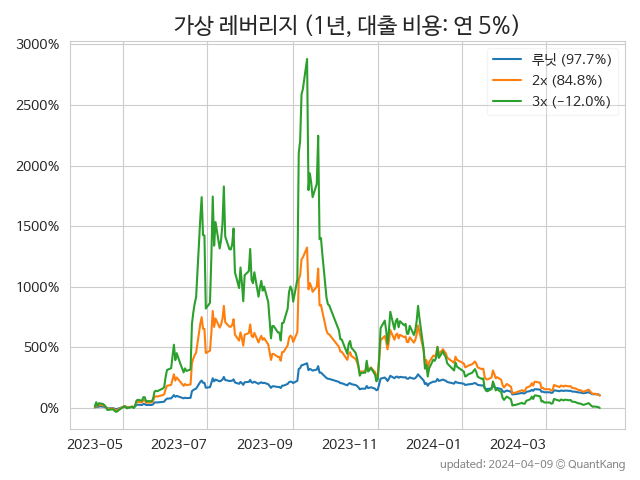 가상 레버리지 (1년, 대출 비용: 연 5%)
3000%
2500%
2000%
1500%
1000%
500%
0%
루닛 (97.7%)
2x (84.8%)
3x (-12.0%)
2023-05
2023-07
2023-09
2023-11
2024-01
2024-03
updated: 2024-04-09 © QuantKang